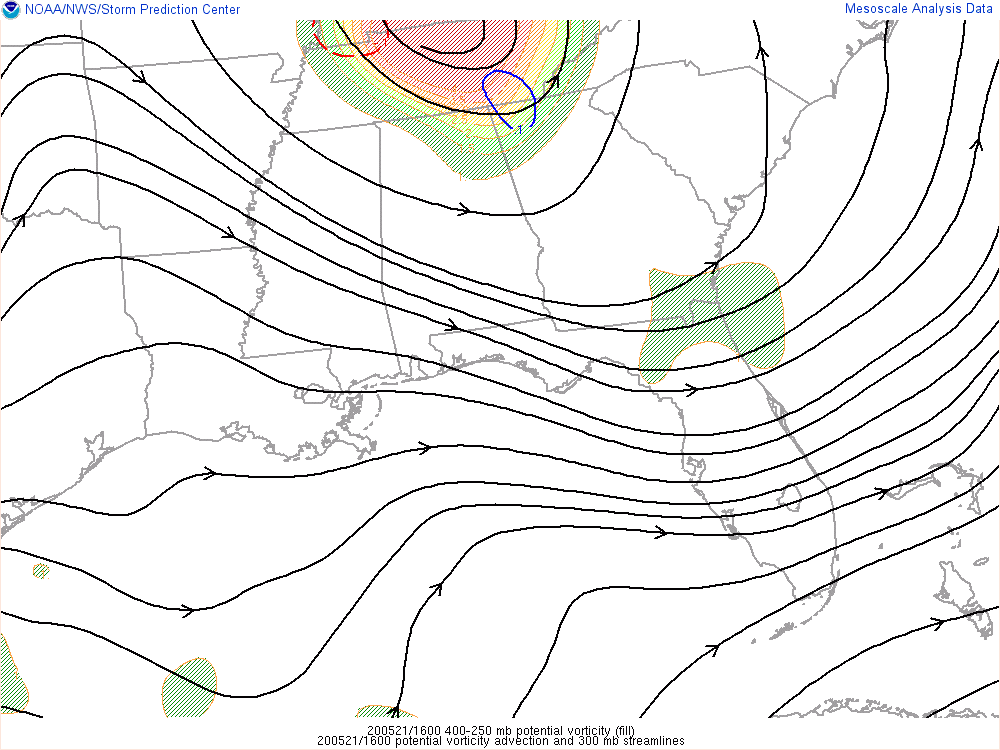 NOAA/NWS/Storm Prediction Center
Mesoscale Analysis Data
-1
200521/1600 400-250 mb potential vorticity (fill)
200521/1600 potential vorticity advection and 300 mb streamlines